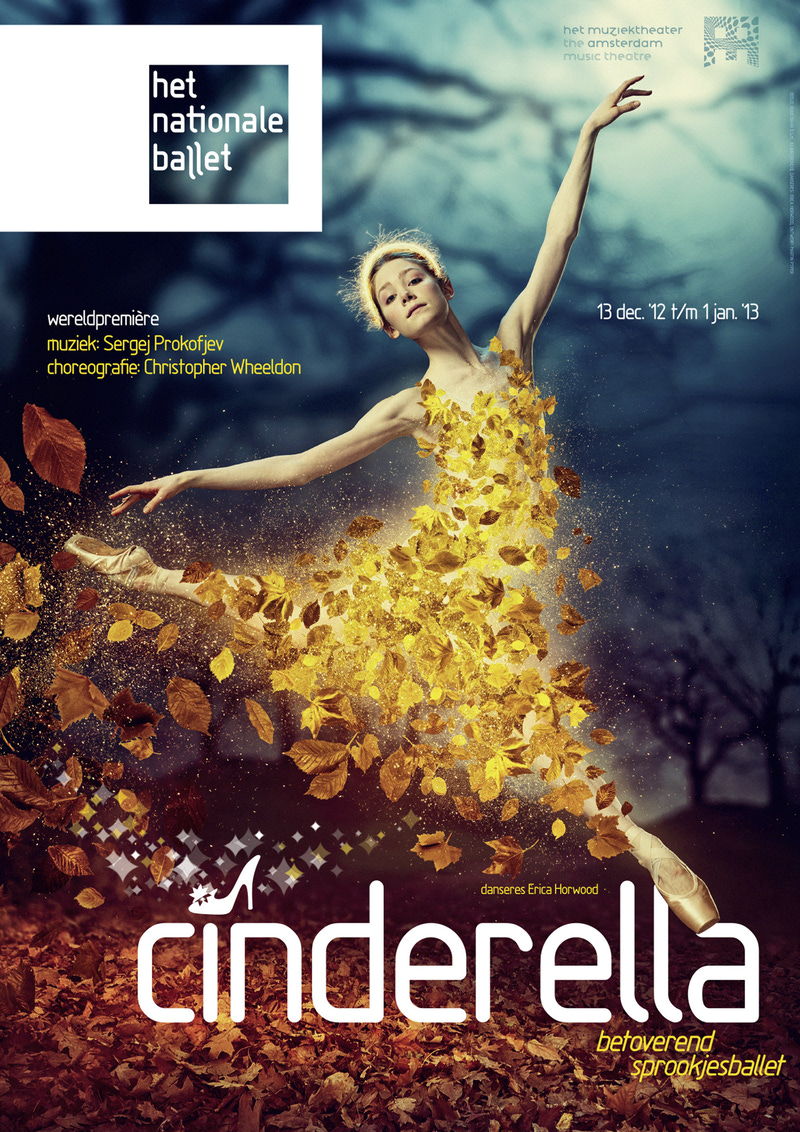 het
nationale
ballet
het muziektheater
the amsterdam
music theatre
wereldpremière
muziek: Sergej Prokofjev
choreografie: Christopher Wheeldon
13 dec. '12 t/m 1 jan. '13
danseres Erica Horwood
cinderella
betoverend
sprookjesballet